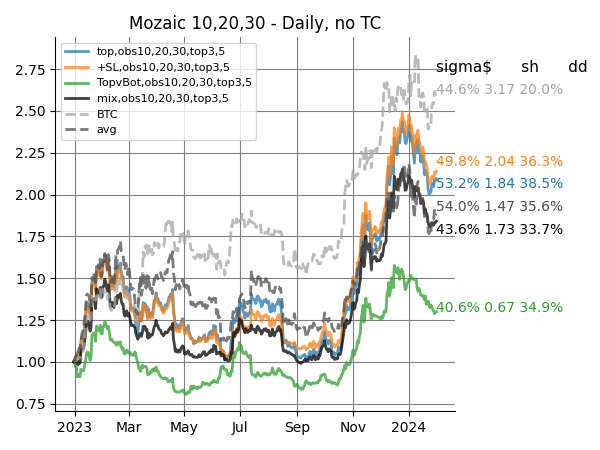 Mozaic 10,20,30 - Daily, no TC
top,obs10,20,30,top3,5
+SL,obs10,20,30,top3,5
TopvBot,obs10,20,30,top3,5
mix,obs10,20,30,top3,5
BTC
avg
sigma$ sh dd
44.6% 3.17 20.0%
49.8% 2.04 36.3%
53.2% 1.84 38.5%
54.0% 1.47 35.6%
43.6% 1.73 33.7%
40.6% 0.67 34.9%
2.75
2.50
2.25
2.00
1.75
1.50
1.25
1.00
0.75
2023 Mar May Jul Sep Nov 2024